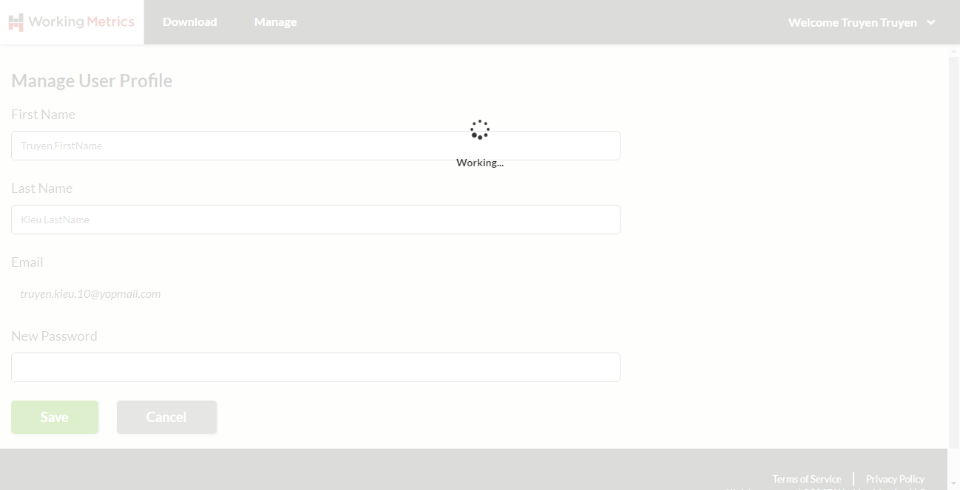 Working Metrics Download Manage Welcome Truyen Truyen
Manage User Profile
First Name
Truyen FirstName
Working...
Last Name
Kieu LastName
Email
truyen.kieu.10@yopmail.com
New Password
Save Cancel
Terms of Service | Privacy Policy